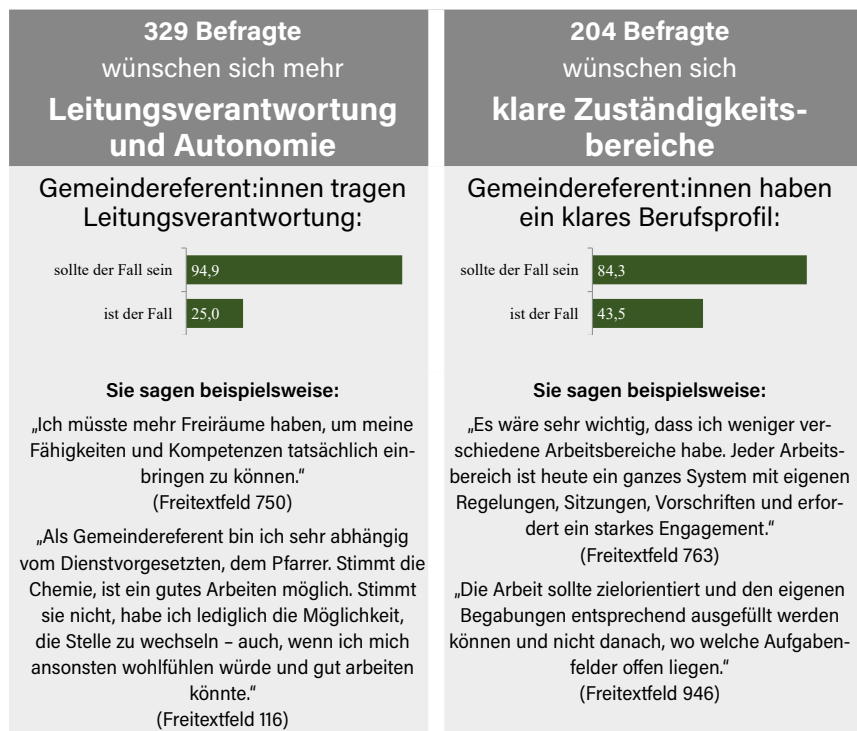 329 Befragte
wünschen sich mehr
Leitungsverantwortung
und Autonomie
Gemeindereferent:innen tragen
Leitungsverantwortung:
sollte der Fall sein 94,9
ist der Fall 25,0
Sie sagen beispielsweise:
„Ich müsste mehr Freiräume haben, um meine
Fähigkeiten und Kompetenzen tatsächlich ein-
bringen zu können.“
(Freitextfeld 750)
„Als Gemeindereferent bin ich sehr abhängig
vom Dienstvorgesetzten, dem Pfarrer. Stimmt die
Chemie, ist ein gutes Arbeiten möglich. Stimmt
sie nicht, habe ich lediglich die Möglichkeit,
die Stelle zu wechseln – auch, wenn ich mich
ansonsten wohlfühlen würde und gut arbeiten
könnte.“
(Freitextfeld 116)
204 Befragte
wünschen sich
klare Zuständigkeits-
bereiche
Gemeindereferent:innen haben
ein klares Berufsprofil:
sollte der Fall sein 84,3
ist der Fall 43,5
Sie sagen beispielsweise:
„Es wäre sehr wichtig, dass ich weniger ver-
schiedene Arbeitsbereiche habe. Jeder Arbeits-
bereich ist heute ein ganzes System mit eigenen
Regelungen, Sitzungen, Vorschriften und erfor-
dert ein starkes Engagement.“
(Freitextfeld 763)
„Die Arbeit sollte zielorientiert und den eigenen
Begabungen entsprechend ausgefüllt werden
können und nicht danach, wo welche Aufgaben-
felder offen liegen.“
(Freitextfeld 946)